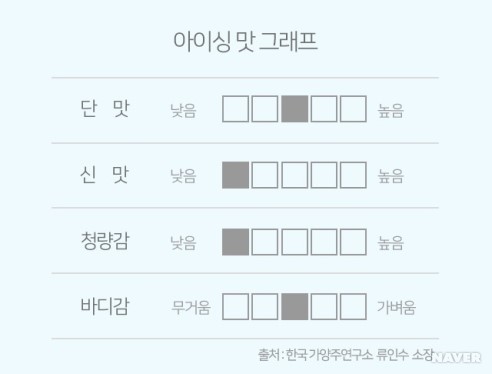 아이싱 맛 그래프
단 맛 낮음 높음
신 맛 낮음 높음
청량감 낮음 높음
바디감 무거움 가벼움
출처 : 한국가양주연구소 류인수 소장
NAVER